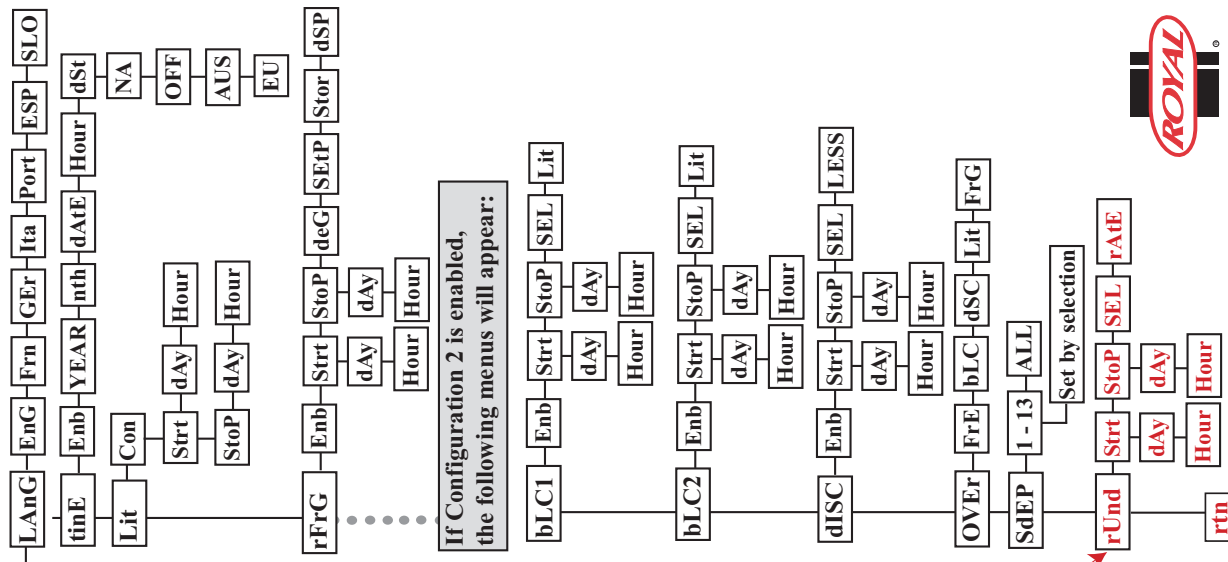 LAnG EnG Frn GEr Ita Port ESP SLO
tinE Enb YEAR nth dAtE Hour dSt
NA
OFF
AUS
EU
Lit Con
Strt dAy Hour
StoP dAy Hour
rFrG Enb Strt StoP deG SEtP Stor dSP
dAy dAy
Hour Hour
If Configuration 2 is enabled,
the following menus will appear:
bLC1 Enb Strt StoP SEL Lit
dAy dAy
Hour Hour
bLC2 Enb Strt StoP SEL Lit
dAy dAy
Hour Hour
dISC Enb Strt StoP SEL LESS
dAy dAy
Hour Hour
OVEr FrE bLC dSC Lit FrG
SdEP 1 - 13 ALL
Set by selection
rUnd Strt StoP SEL rAtE
dAy dAy
Hour Hour
rtn
ROYAL
®